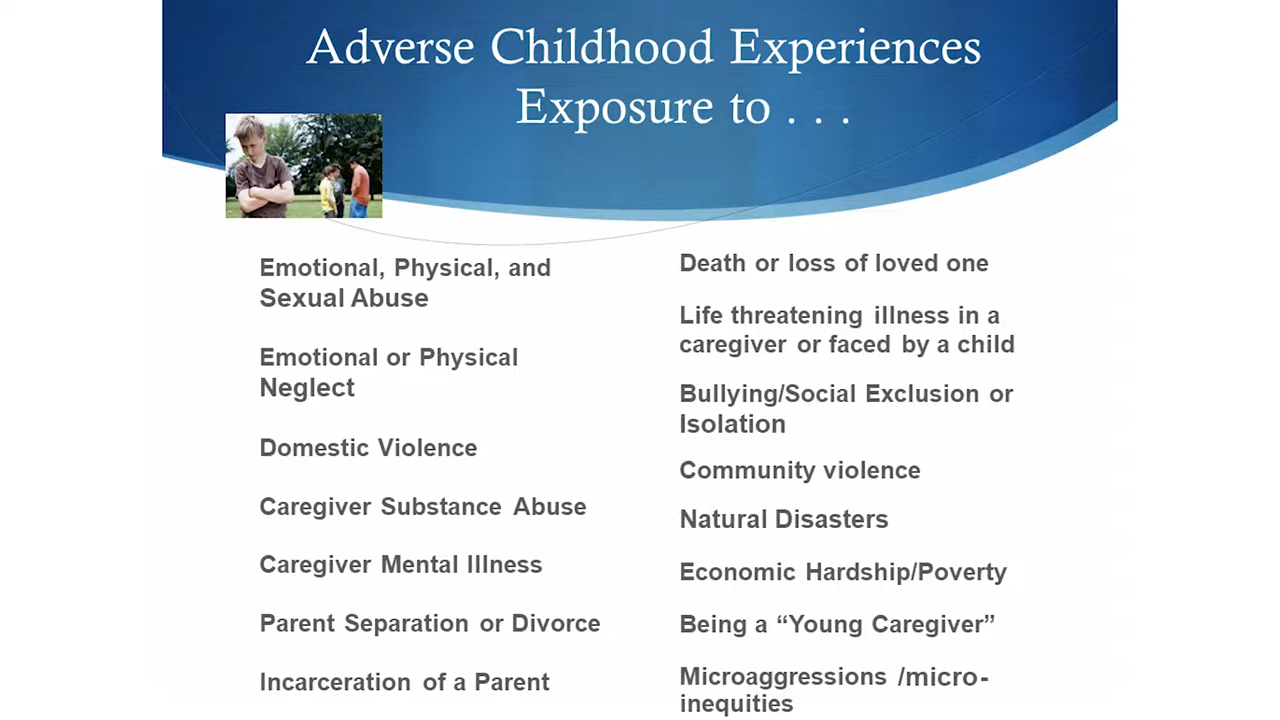 Adverse Childhood Experiences
Exposure to . . .
Emotional, Physical, and
Sexual Abuse
Emotional or Physical
Neglect
Domestic Violence
Caregiver Substance Abuse
Caregiver Mental Illness
Parent Separation or Divorce
Incarceration of a Parent
Death or loss of loved one
Life threatening illness in a
caregiver or faced by a child
Bullying/Social Exclusion or
Isolation
Community violence
Natural Disasters
Economic Hardship/Poverty
Being a “Young Caregiver”
Microaggressions /micro-
inequities